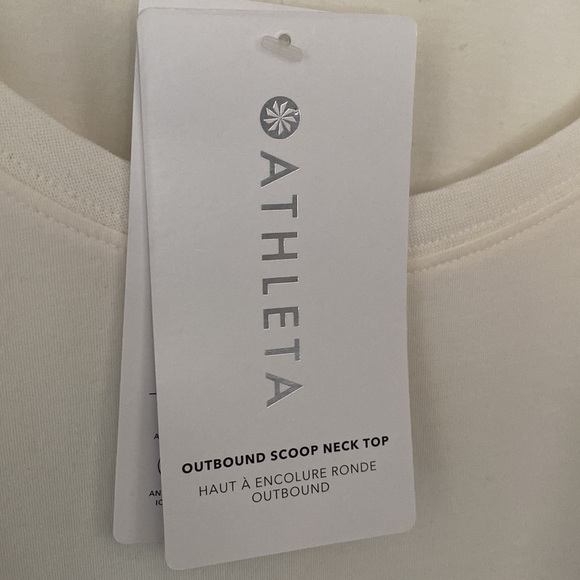 ATHLETA
OUTBOUND SCOOP NECK TOP
HAUT À ENCOLURE RONDE
OUTBOUND